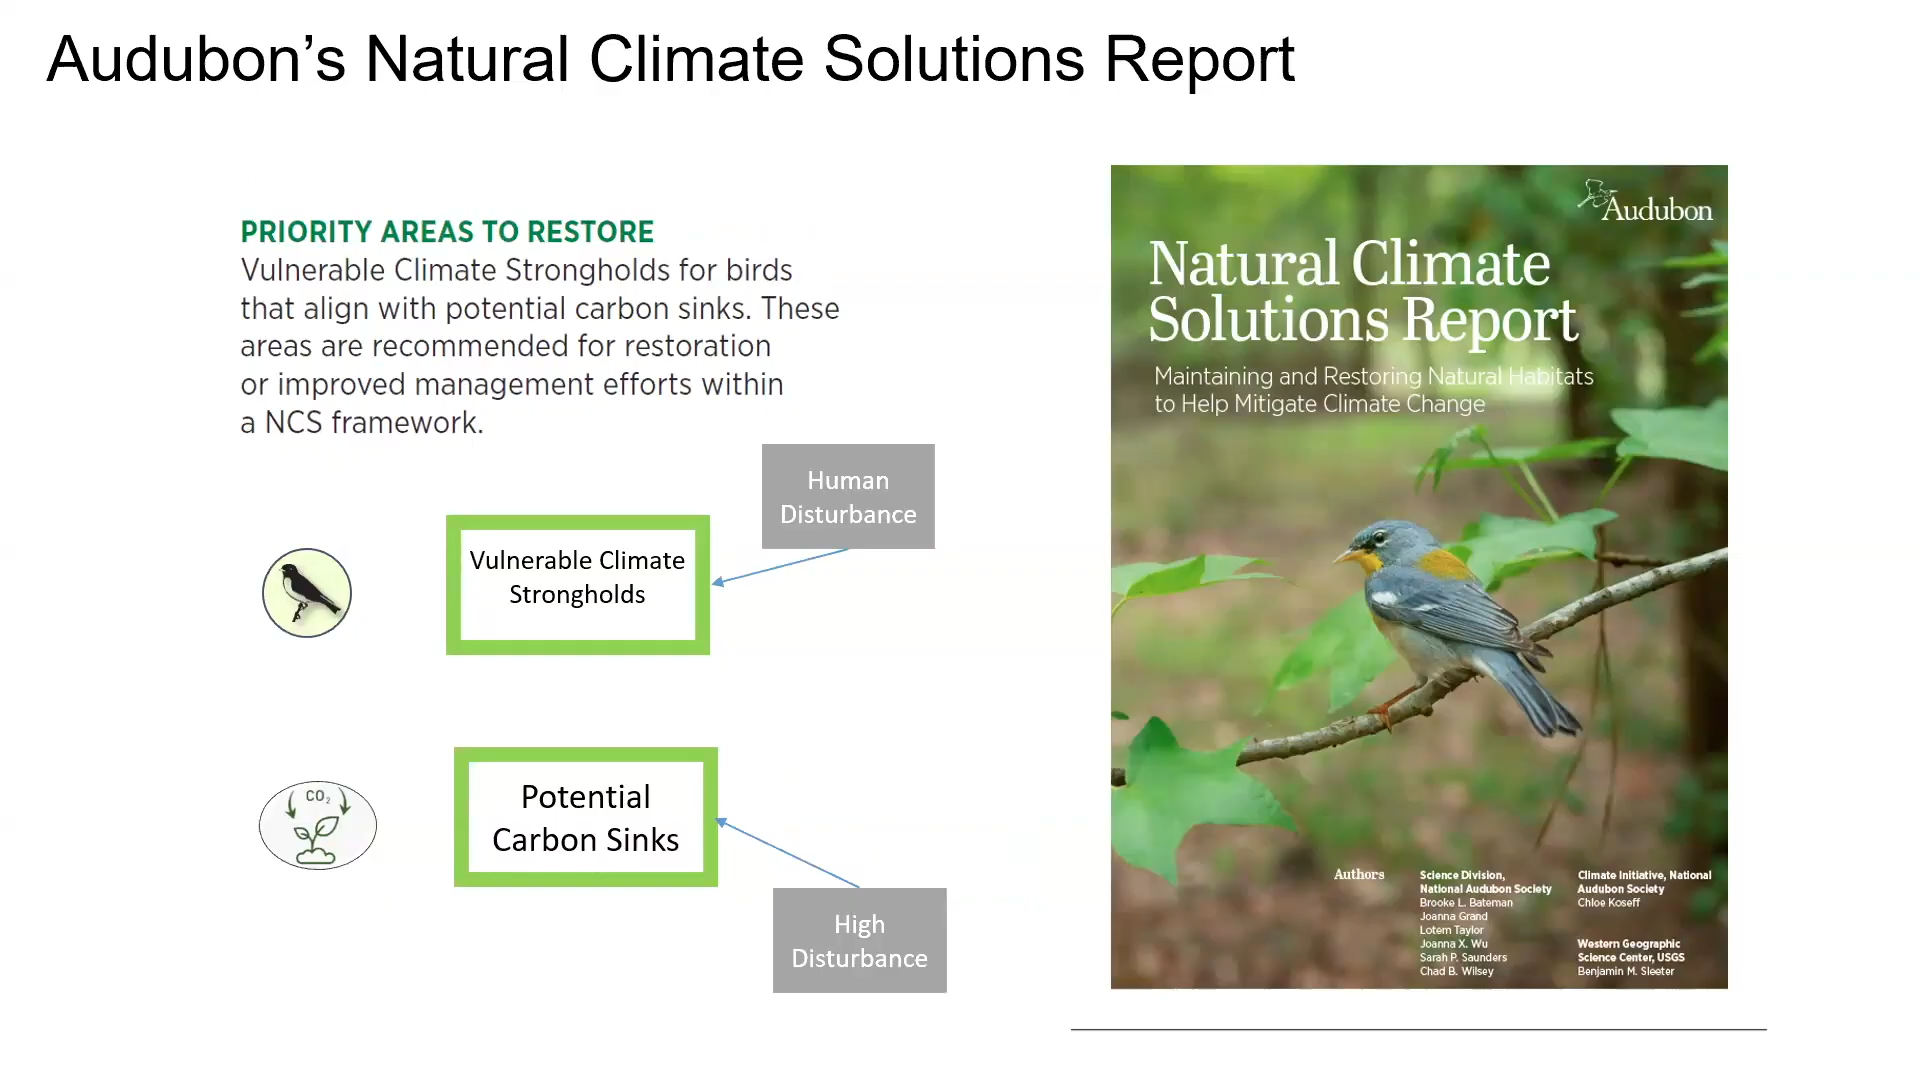 Audubon’s Natural Climate Solutions Report
PRIORITY AREAS TO RESTORE
Vulnerable Climate Strongholds for birds
that align with potential carbon sinks. These
areas are recommended for restoration
or improved management efforts within
a NCS framework.
Human
Disturbance
Vulnerable Climate
Strongholds
CO₂
Potential
Carbon Sinks
High
Disturbance
Audubon
Natural Climate
Solutions Report
Maintaining and Restoring Natural Habitats
to Help Mitigate Climate Change
Authors
Science Division,
National Audubon Society
Brooke L. Bateman
Joanna Grand
Lotem Taylor
Joanna X. Wu
Sarah P. Saunders
Chad B. Wilsey
Climate Initiative, National
Audubon Society
Chloe Koseff
Western Geographic
Science Center, USGS
Benjamin M. Sleeter